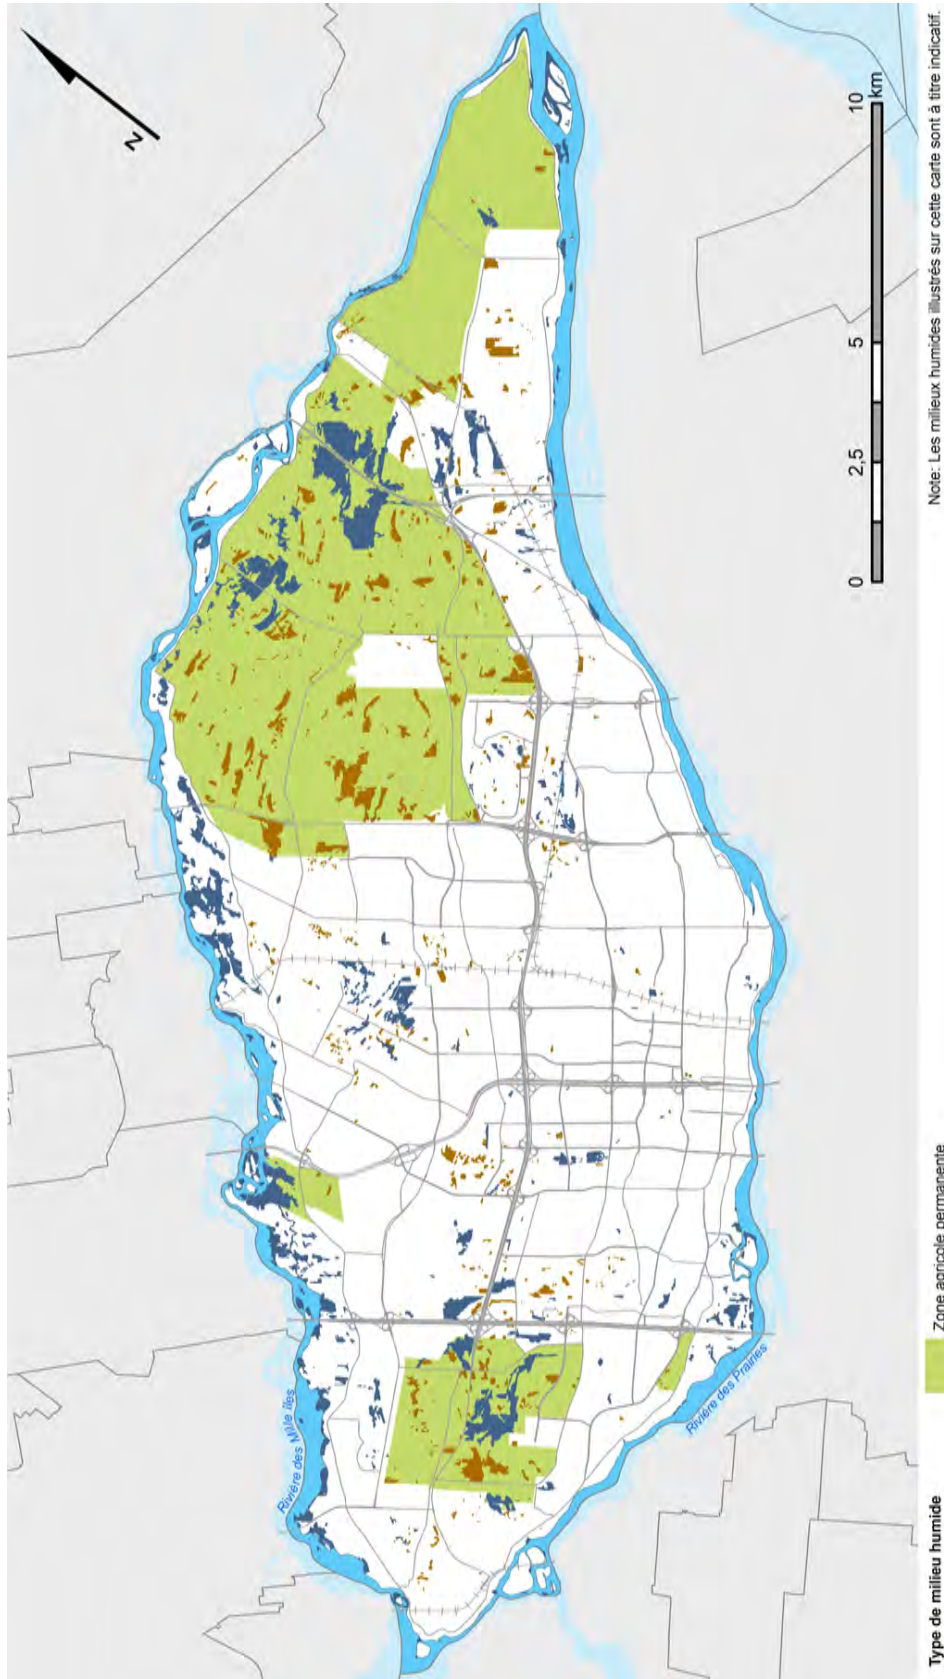 N
Rivière des Mille Îles
Rivière des Prairies
0 2,5 5 10
km
Type de milieu humide
Zone agricole permanente
Note: Les milieux humides illustrés sur cette carte sont à titre indicatif.